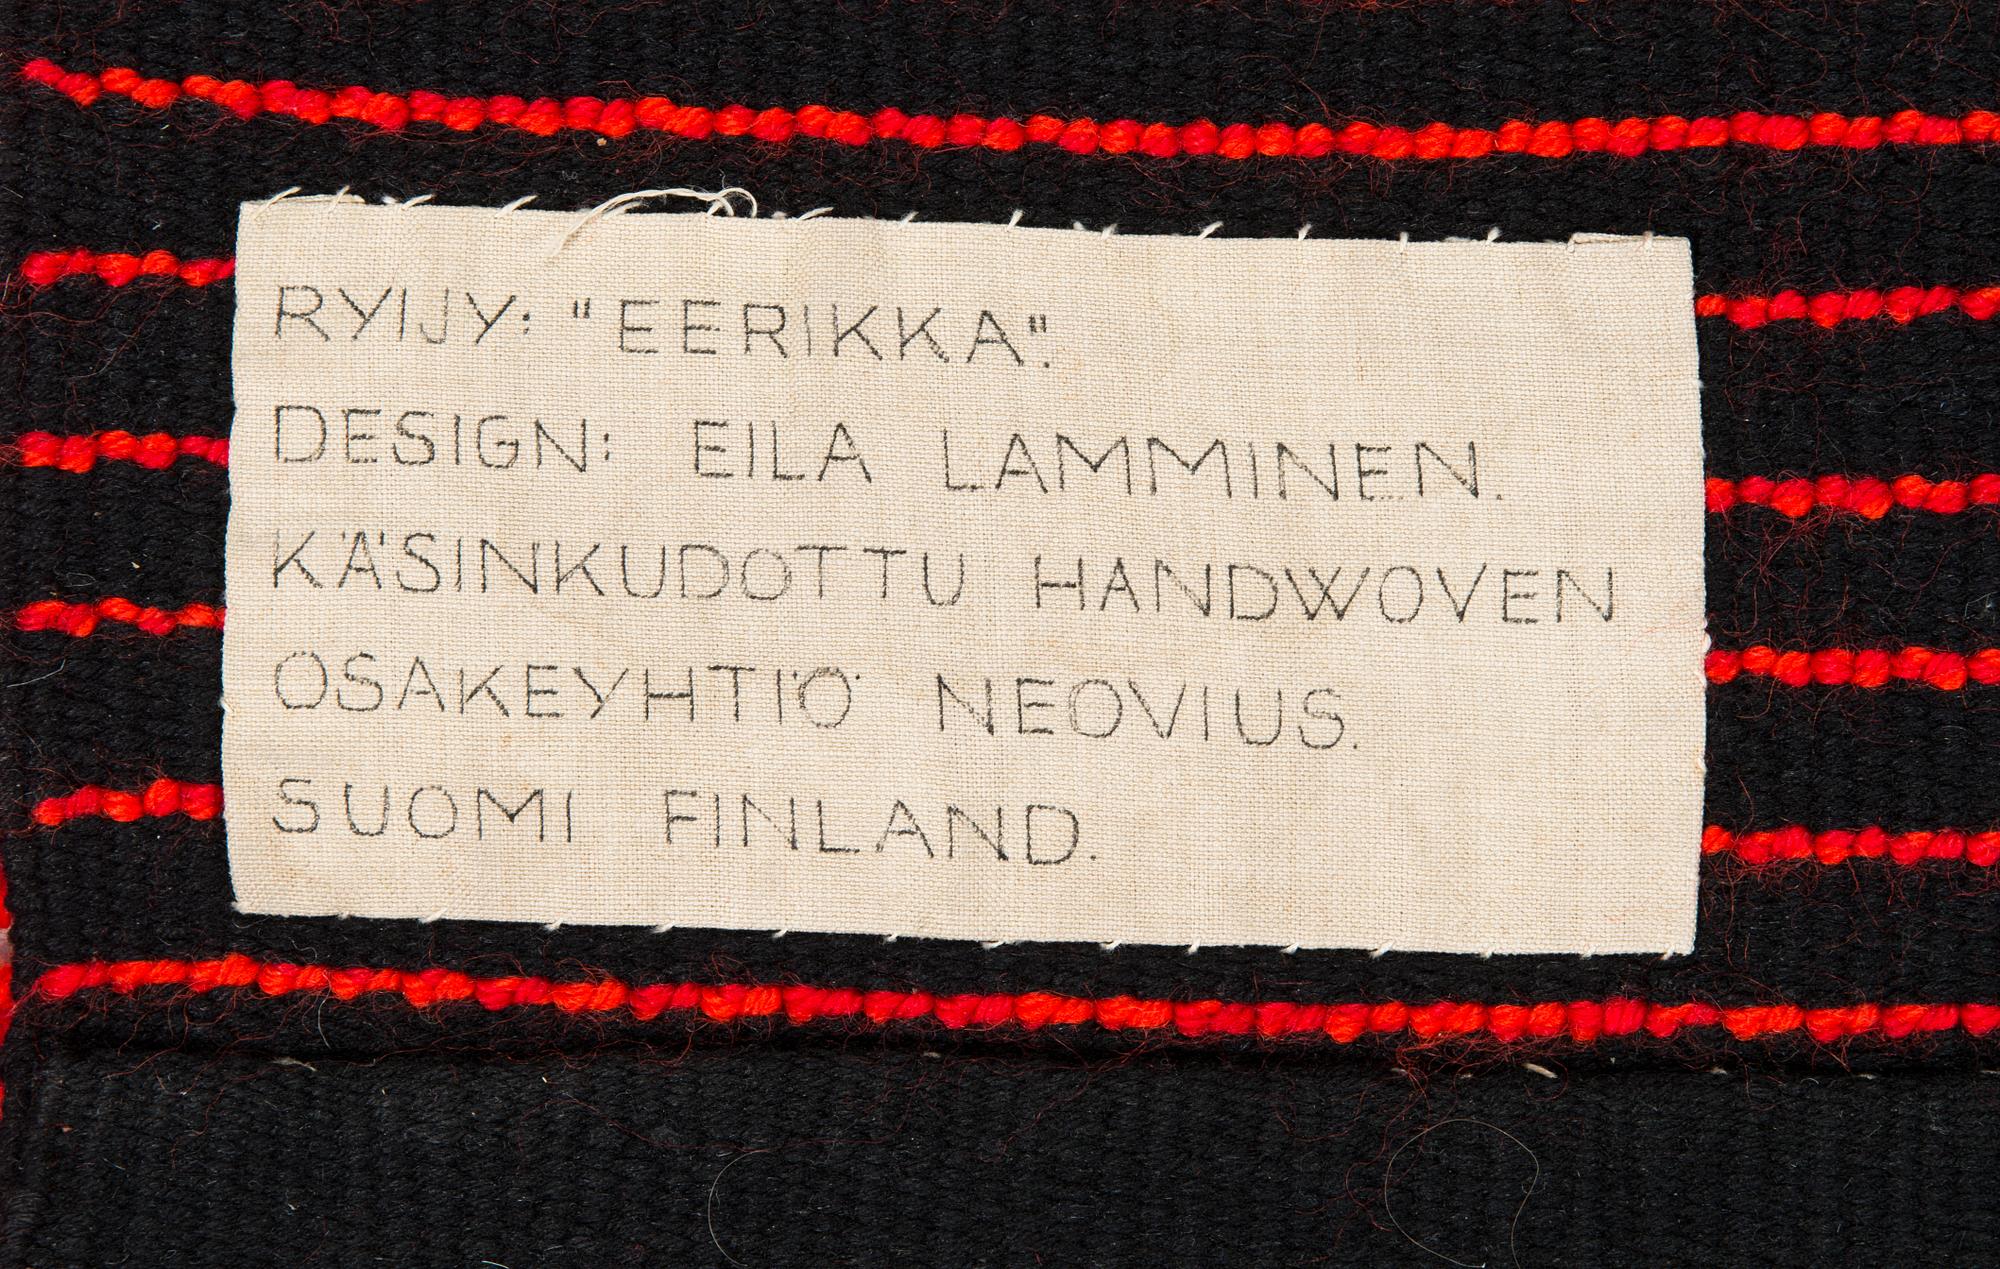 RYIJY: "EERIKKA".
DESIGN: EILA LAMMINEN.
KÄSINKUDOTTU HANDWOVEN
OSAKEYHTIÖ NEOVIUS.
SUOMI FINLAND.